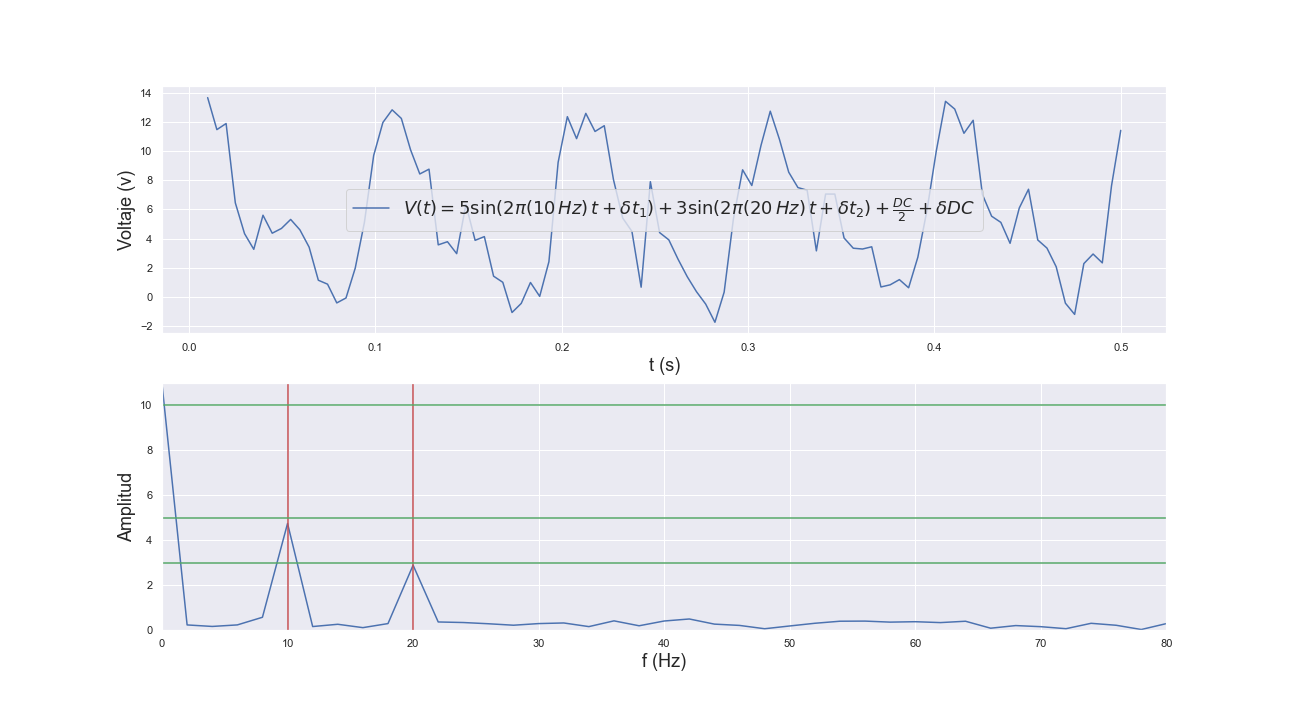 14
12
10
8
6
4
2
0
−2
Voltaje (v)
V(t) = 5sin(2π(10 Hz) t + δt₁) + 3sin(2π(20 Hz) t + δt₂) + DC/2 + δDC
0.0 0.1 0.2 0.3 0.4 0.5
t (s)
10
8
6
4
2
0
Amplitud
0 10 20 30 40 50 60 70 80
f (Hz)